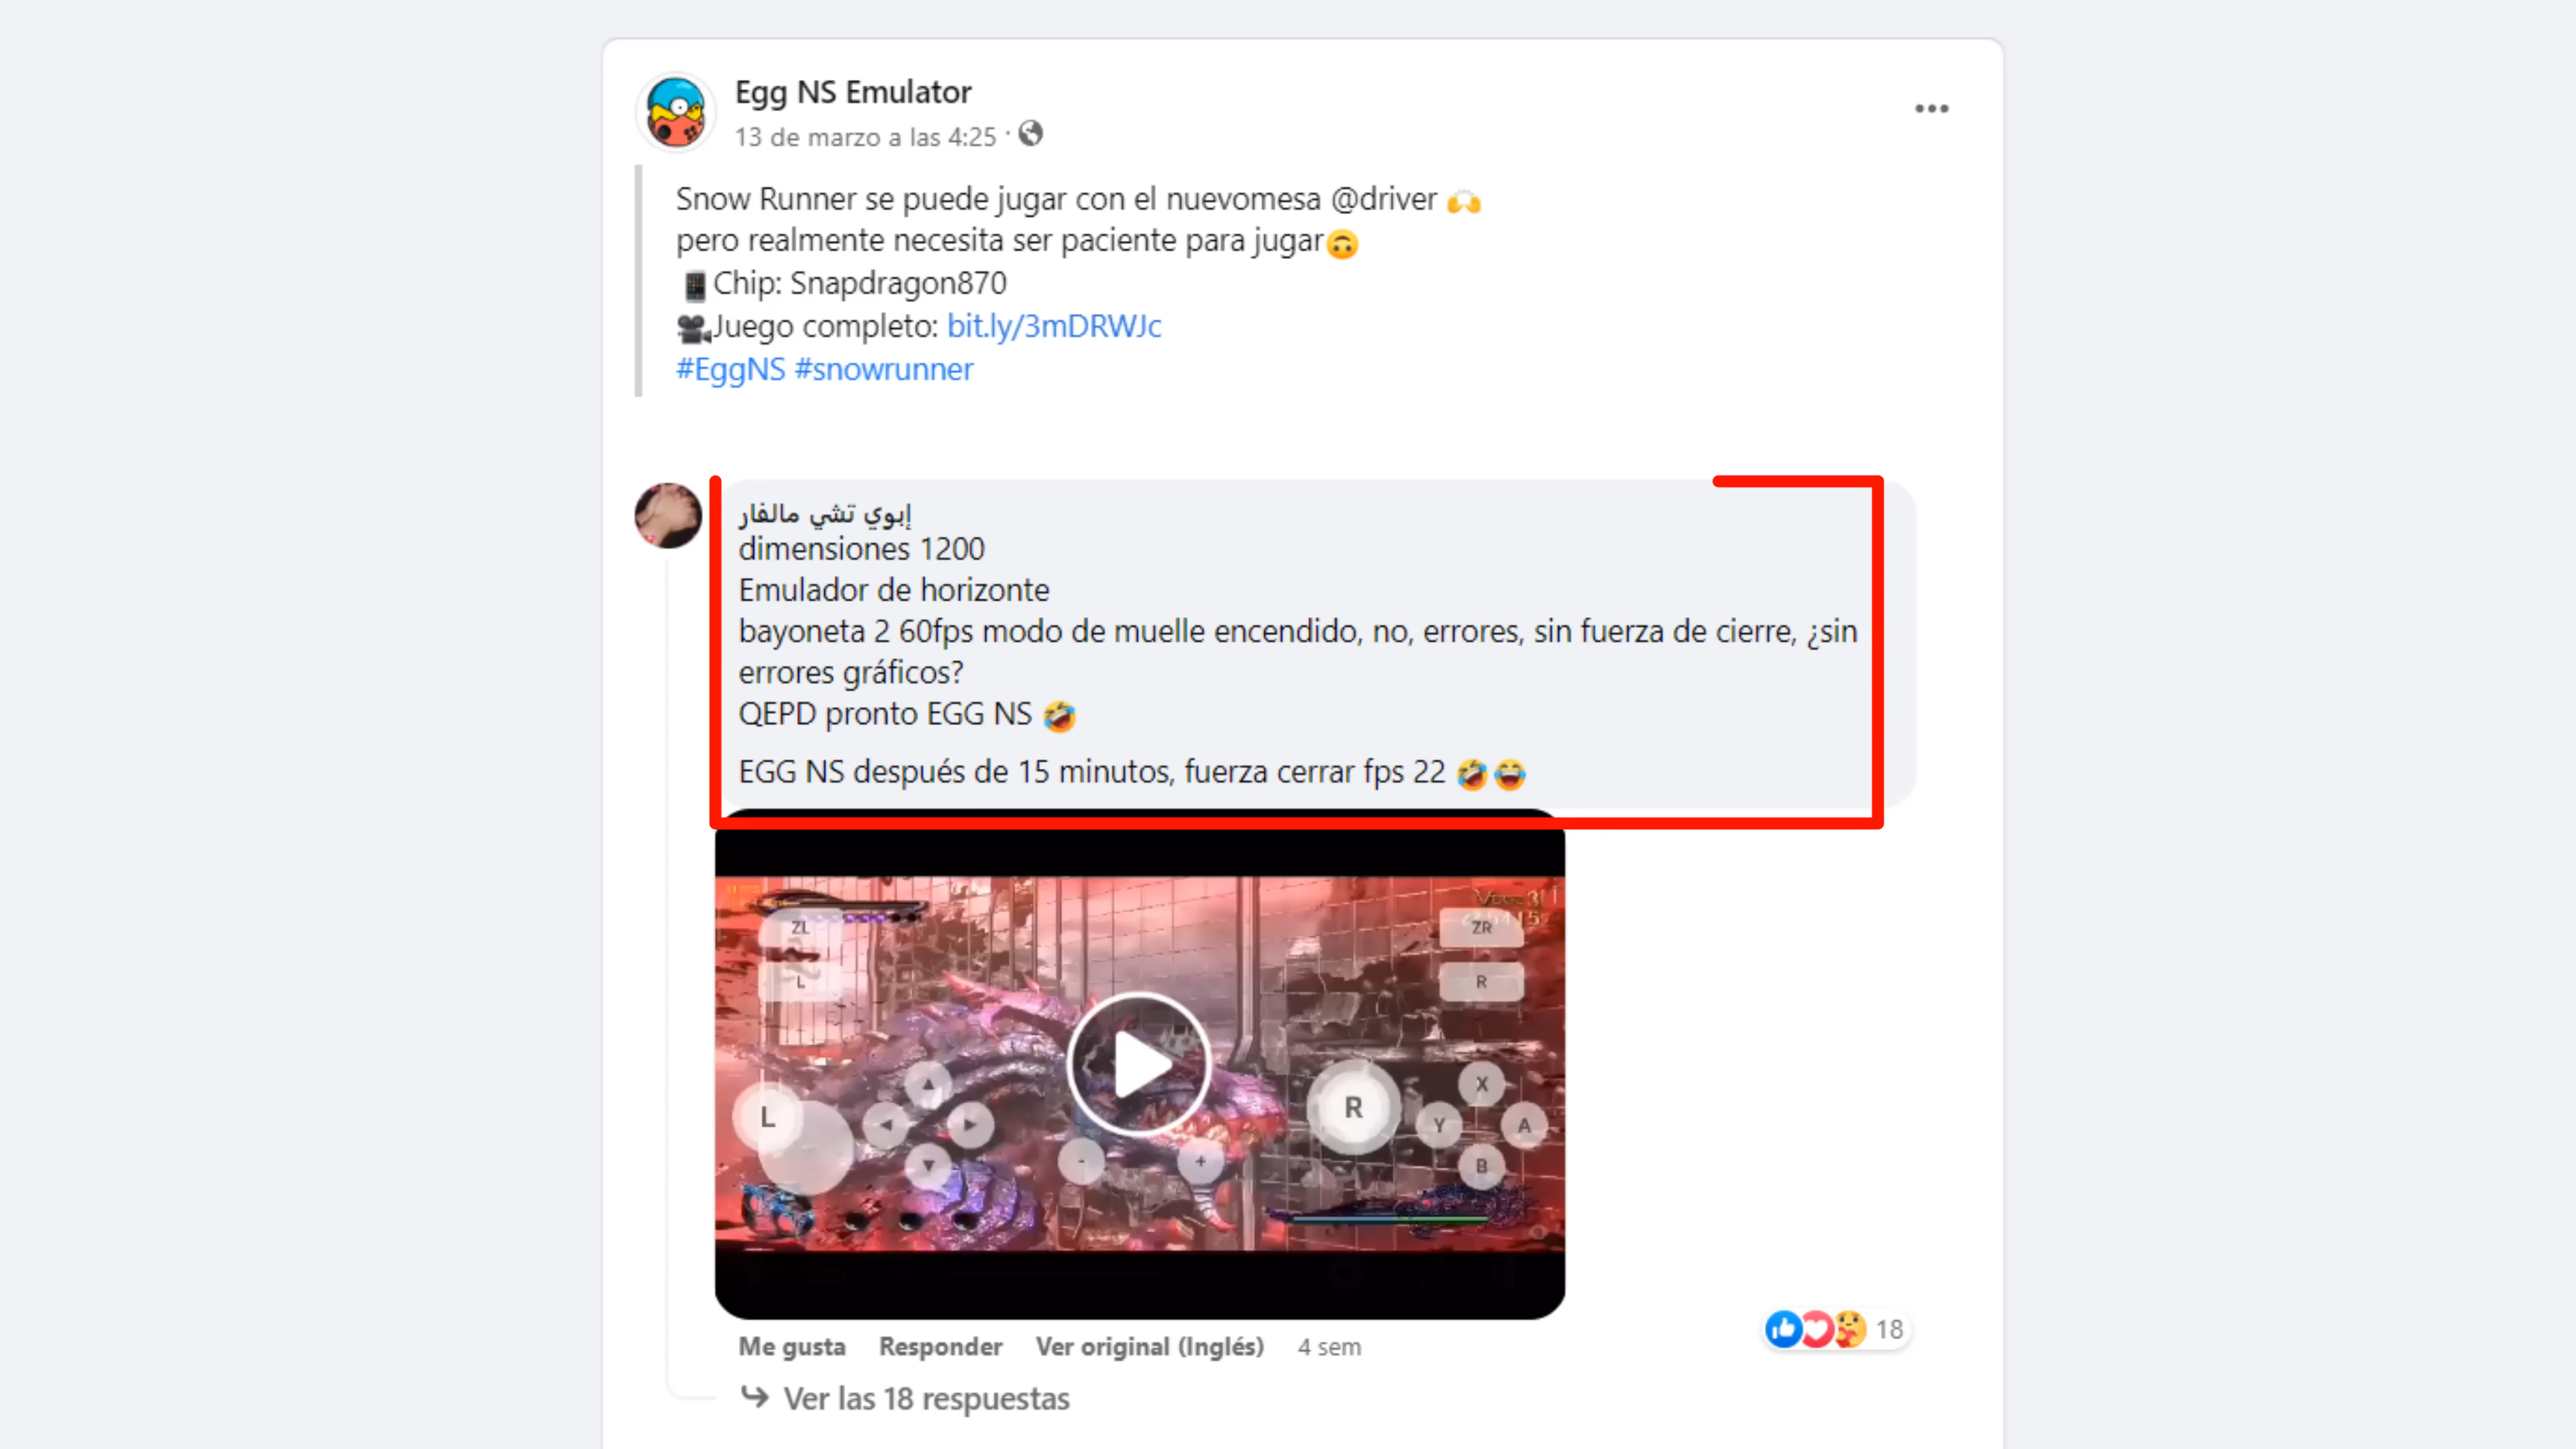 Egg NS Emulator
13 de marzo a las 4:25 ·
Snow Runner se puede jugar con el nuevomesa @driver 🙌
pero realmente necesita ser paciente para jugar🙃
📱Chip: Snapdragon870
🎥Juego completo: bit.ly/3mDRWJc
#EggNS #snowrunner
إبوي تشي مالفار
dimensiones 1200
Emulador de horizonte
bayoneta 2 60fps modo de muelle encendido, no, errores, sin fuerza de cierre, ¿sin
errores gráficos?
QEPD pronto EGG NS 🤣
EGG NS después de 15 minutos, fuerza cerrar fps 22 🤣😂
ZL
ZR
L
R
L
R
X
Y
A
B
-
+
Me gusta Responder Ver original (Inglés) 4 sem
18
Ver las 18 respuestas